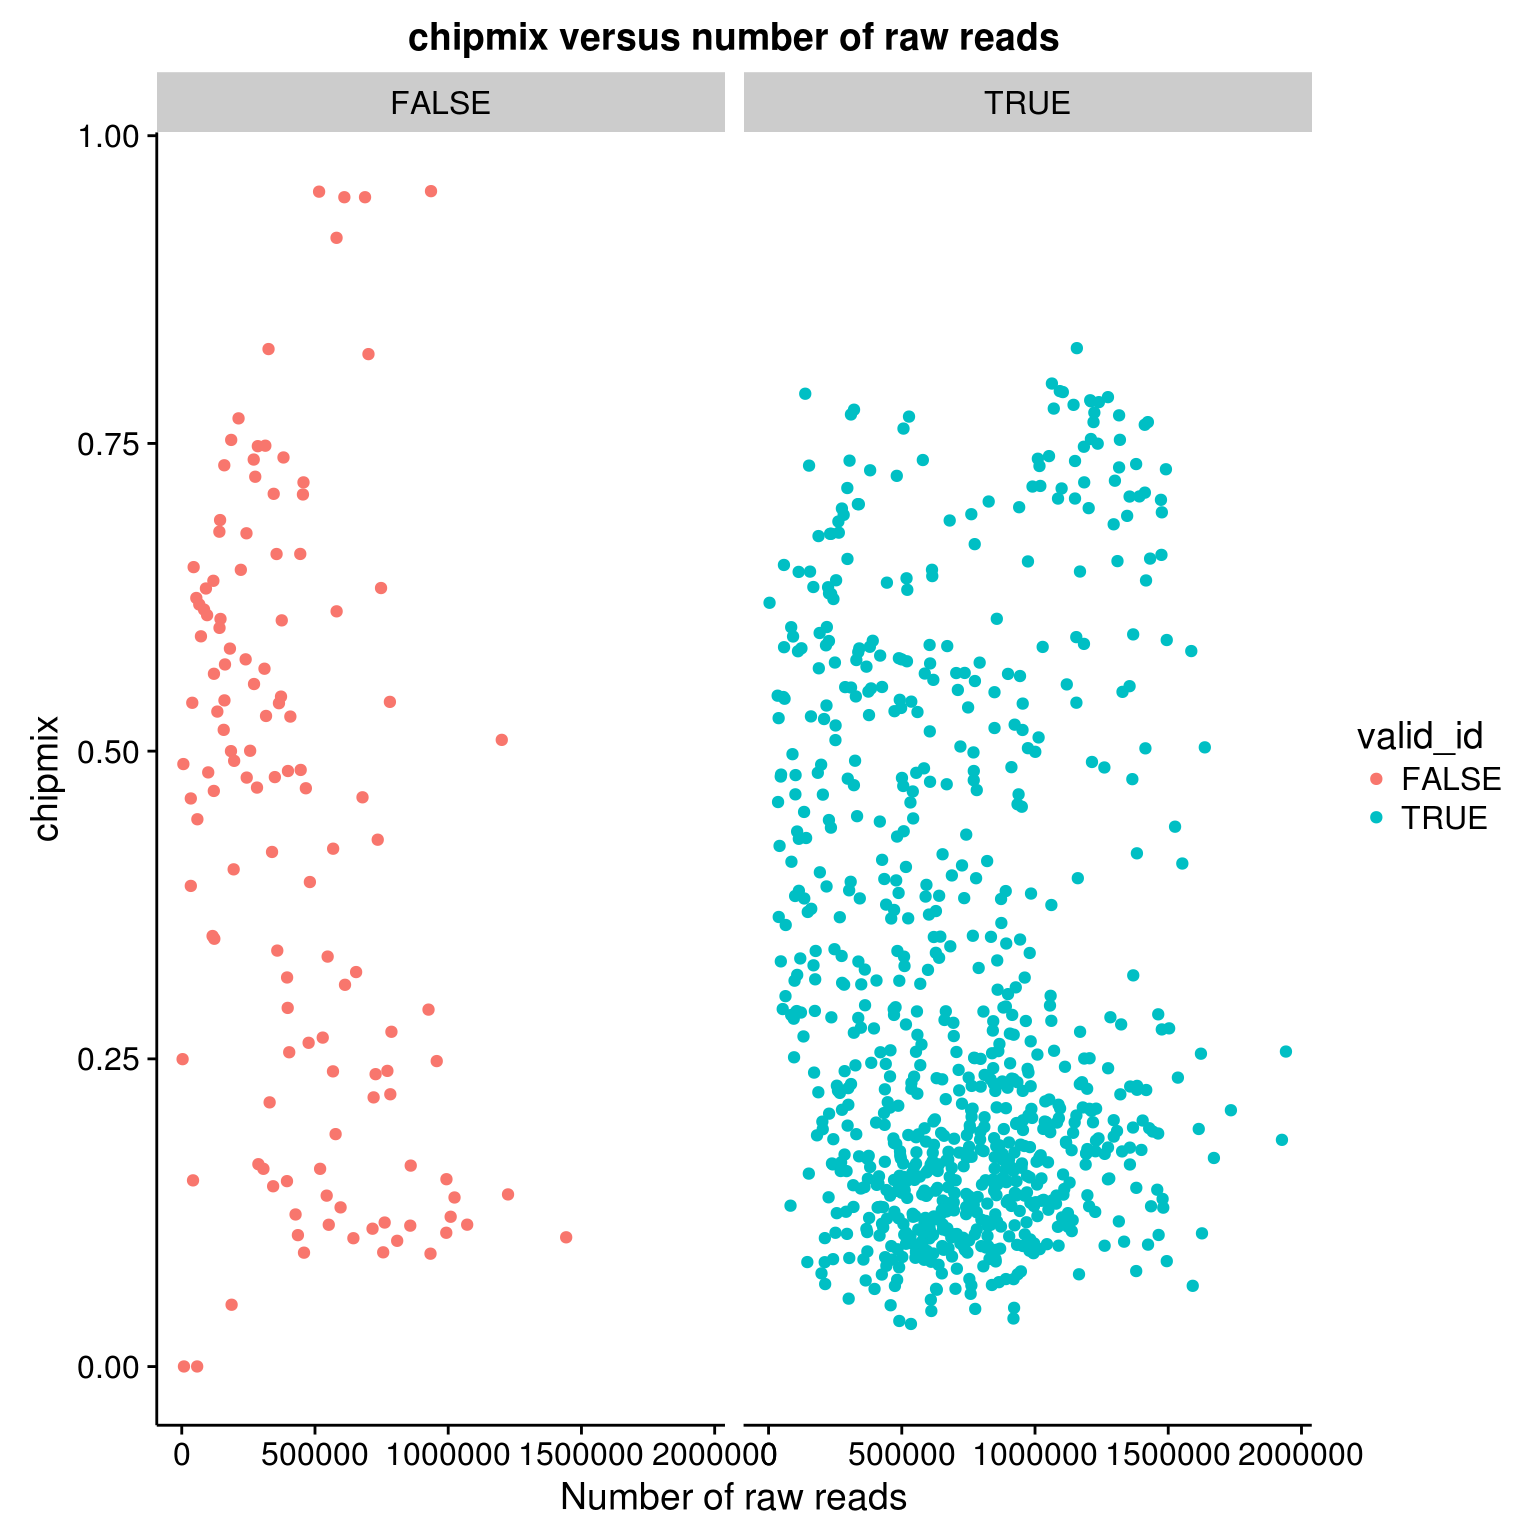 chipmix versus number of raw reads
FALSE TRUE
1.00
0.75
0.50
0.25
0.00
chipmix
0 500000 1000000 1500000 2000000 0 500000 1000000 1500000 2000000
Number of raw reads
valid_id
FALSE
TRUE